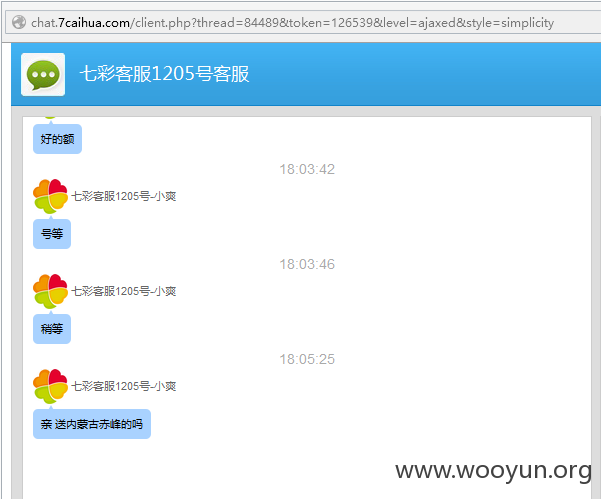 chat.7caihua.com/client.php?thread=84489&token=126539&level=ajaxed&style=simplicity
七彩客服1205号客服
好的额
18:03:42
七彩客服1205号-小爽
号等
18:03:46
七彩客服1205号-小爽
稍等
18:05:25
七彩客服1205号-小爽
亲 送内蒙古赤峰的吗
www.wooyun.org